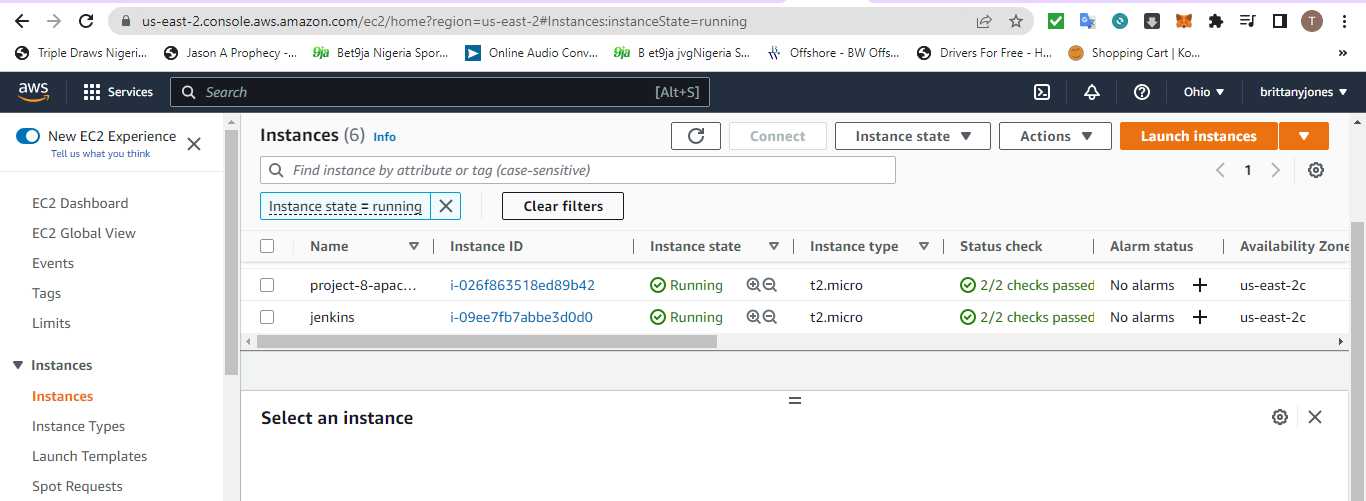 us-east-2.console.aws.amazon.com/ec2/home?region=us-east-2#Instances:instanceState=running
T
Triple Draws Nigeri... Jason A Prophecy -... 9ja Bet9ja Nigeria Spor... Online Audio Conv... 9ja B et9ja jvgNigeria S... Offshore - BW Offs... Drivers For Free - H... Shopping Cart | Ko... »
aws Services Search [Alt+S] Ohio brittanyjones
New EC2 Experience
Tell us what you think
EC2 Dashboard
EC2 Global View
Events
Tags
Limits
Instances
Instances
Instance Types
Launch Templates
Spot Requests
Instances (6) Info Connect Instance state Actions Launch instances
Find instance by attribute or tag (case-sensitive) 1
Instance state = running Clear filters
Name Instance ID Instance state Instance type Status check Alarm status Availability Zone
project-8-apac... i-026f863518ed89b42 Running t2.micro 2/2 checks passed No alarms + us-east-2c
jenkins i-09ee7fb7abbe3d0d0 Running t2.micro 2/2 checks passed No alarms + us-east-2c
Select an instance